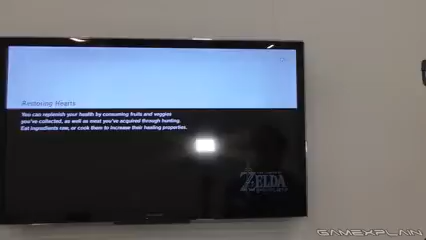 Restoring Hearts
You can replenish your health by consuming fruits and veggies
you've collected, as well as meat you've acquired through hunting.
Eat ingredients raw, or cook them to increase their healing properties.
ZELDA
GAMEXPLAIN